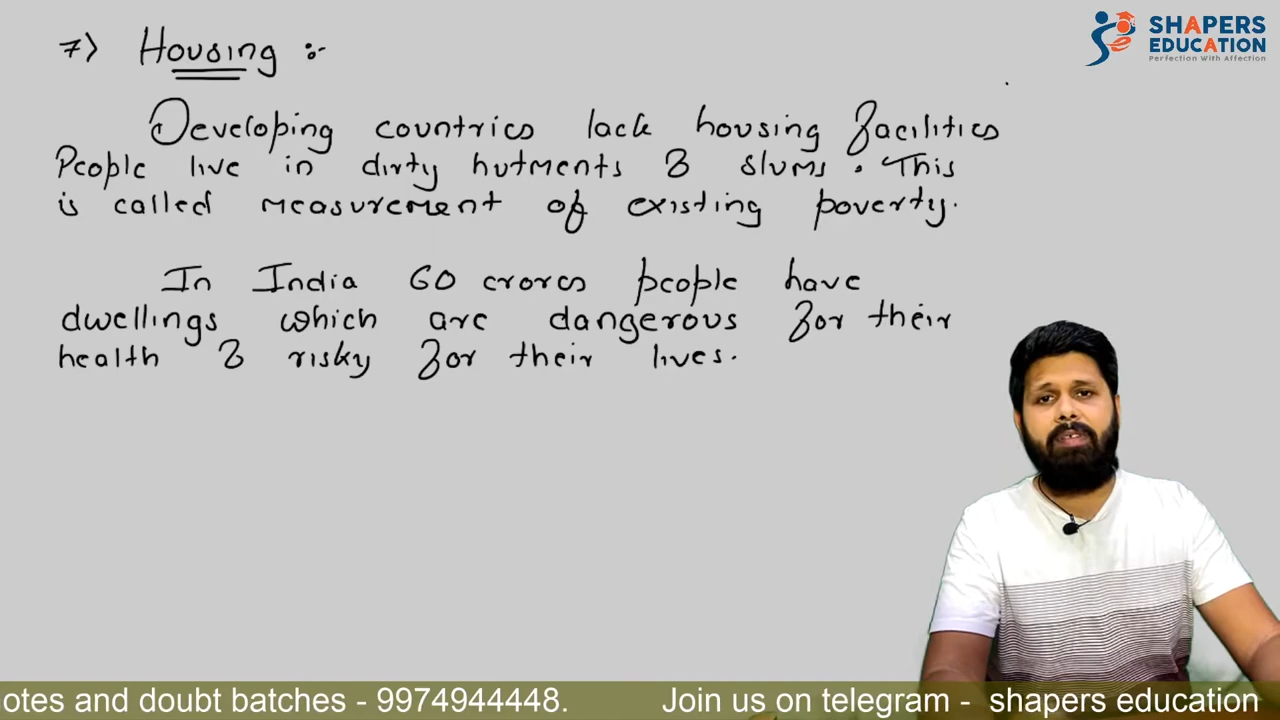 7) Housing :-
SHAPERS
EDUCATION
Perfection With Affection
Developing countries lack housing facilities
People live in dirty hutments & slums. This
is called measurement of existing poverty.
In India 60 crores people have
dwellings which are dangerous for their
health & risky for their lives.
notes and doubt batches - 9974944448. Join us on telegram - shapers education